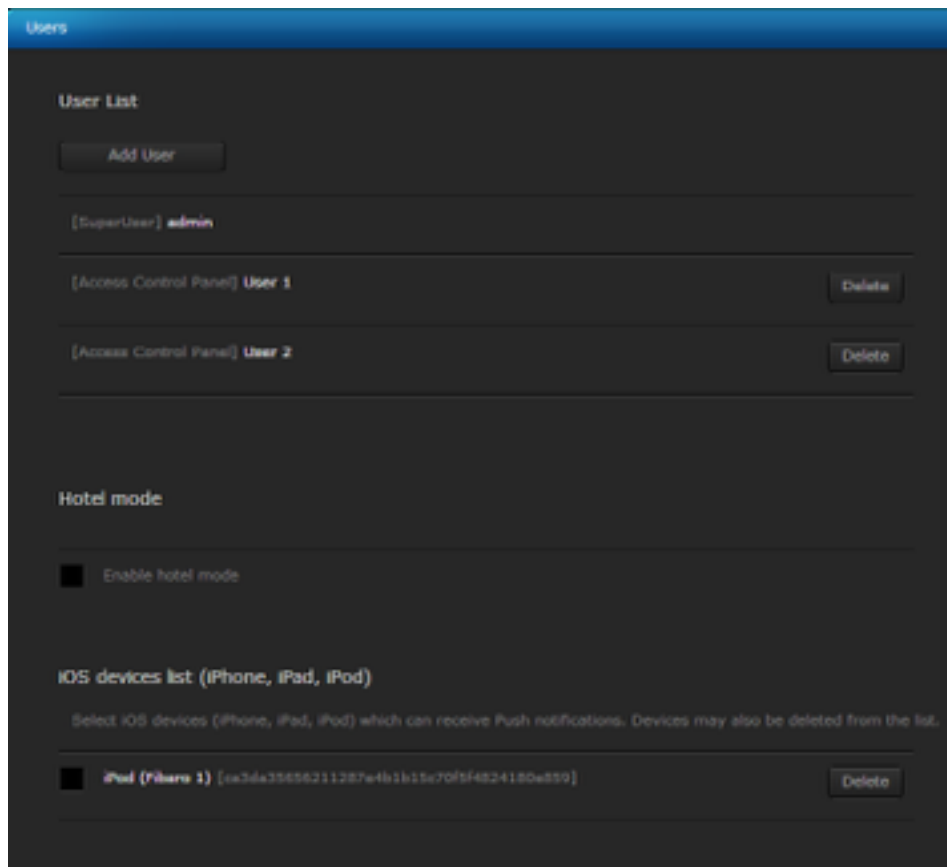 Users
User List
Add User
[SuperUser] admin
[Access Control Panel] User 1
Delete
[Access Control Panel] User 2
Delete
Hotel mode
Enable hotel mode
iOS devices list (iPhone, iPad, iPod)
Select iOS devices (iPhone, iPad, iPod) which can receive Push notifications. Devices may also be deleted from the list.
iPod (Fibaro 1)
Delete